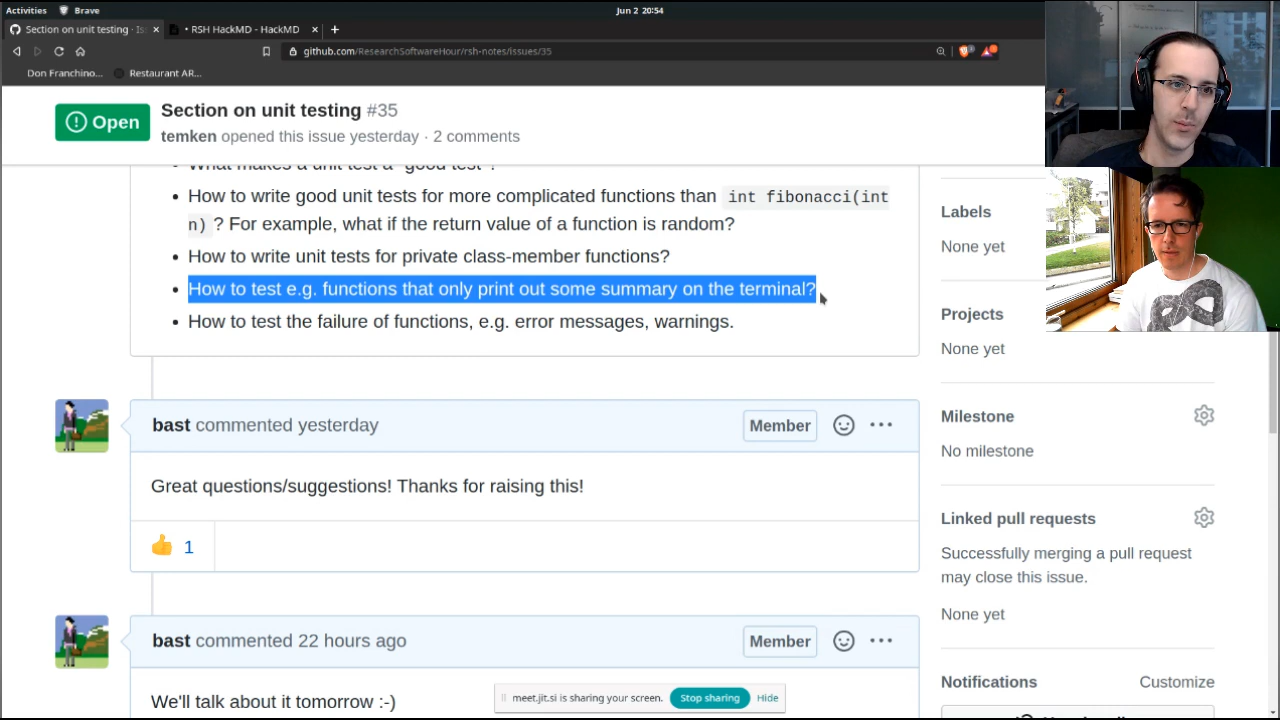 Activities Brave Jun 2 20:54
Section on unit testing · Is × • RSH HackMD - HackMD × +
github.com/ResearchSoftwareHour/rsh-notes/issues/35
Don Franchino... Restaurant AR...
Open Section on unit testing #35
temken opened this issue yesterday · 2 comments
• What makes a unit test a "good test"?
• How to write good unit tests for more complicated functions than int fibonacci(int
n) ? For example, what if the return value of a function is random?
• How to write unit tests for private class-member functions?
• How to test e.g. functions that only print out some summary on the terminal?
• How to test the failure of functions, e.g. error messages, warnings.
bast commented yesterday Member ...
Great questions/suggestions! Thanks for raising this!
1
bast commented 22 hours ago Member ...
We'll talk about it tomorrow :-)
Labels
None yet
Projects
None yet
Milestone
No milestone
Linked pull requests
Successfully merging a pull request
may close this issue.
None yet
Notifications Customize
meet.jit.si is sharing your screen. Stop sharing Hide